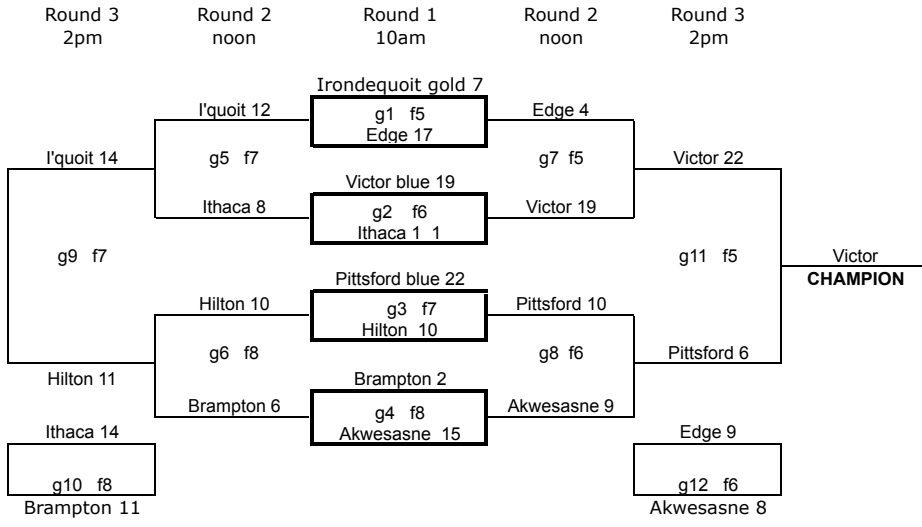 Round 3 Round 2 Round 1 Round 2 Round 3
2pm noon 10am noon 2pm
Irondequoit gold 7
I'quoit 12 g1 f5 Edge 4
Edge 17
I'quoit 14 g5 f7 g7 f5 Victor 22
Victor blue 19
Ithaca 8 g2 f6 Victor 19
Ithaca 1 1
g9 f7 g11 f5 Victor
CHAMPION
Pittsford blue 22
Hilton 10 g3 f7 Pittsford 10
Hilton 10
g6 f8 g8 f6 Pittsford 6
Hilton 11 Brampton 2
Brampton 6 g4 f8 Akwesasne 9
Ithaca 14 Akwesasne 15 Edge 9
g10 f8 g12 f6
Brampton 11 Akwesasne 8